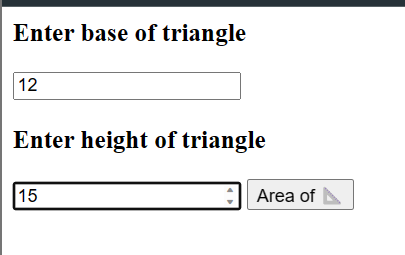 Enter base of triangle
12
Enter height of triangle
15
Area of 📐